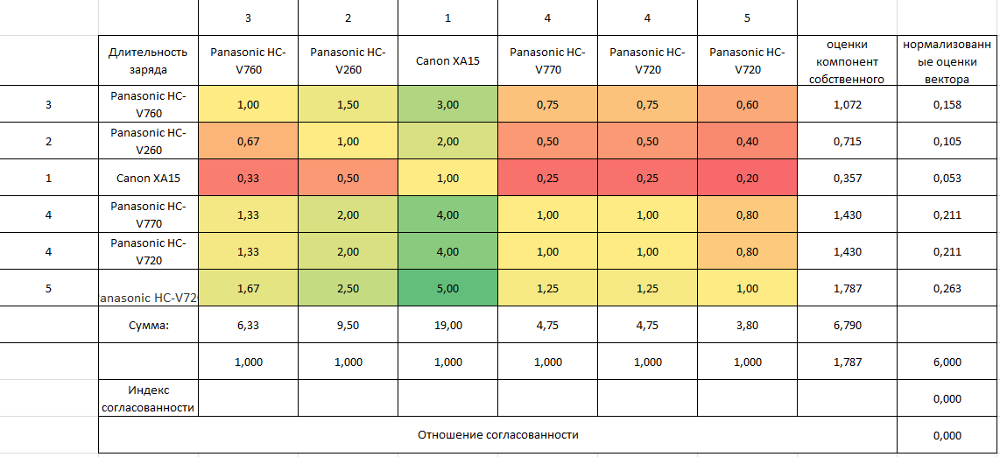 3 2 1 4 4 5
Длительность заряда Panasonic HC-V760 Panasonic HC-V260 Canon XA15 Panasonic HC-V770 Panasonic HC-V720 Panasonic HC-V720 оценки компонент собственного нормализованные оценки вектора
3 Panasonic HC-V760 1,00 1,50 3,00 0,75 0,75 0,60 1,072 0,158
2 Panasonic HC-V260 0,67 1,00 2,00 0,50 0,50 0,40 0,715 0,105
1 Canon XA15 0,33 0,50 1,00 0,25 0,25 0,20 0,357 0,053
4 Panasonic HC-V770 1,33 2,00 4,00 1,00 1,00 0,80 1,430 0,211
4 Panasonic HC-V720 1,33 2,00 4,00 1,00 1,00 0,80 1,430 0,211
5 anasonic HC-V720 1,67 2,50 5,00 1,25 1,25 1,00 1,787 0,263
Сумма: 6,33 9,50 19,00 4,75 4,75 3,80 6,790
1,000 1,000 1,000 1,000 1,000 1,000 1,787 6,000
Индекс согласованности 0,000
Отношение согласованности 0,000